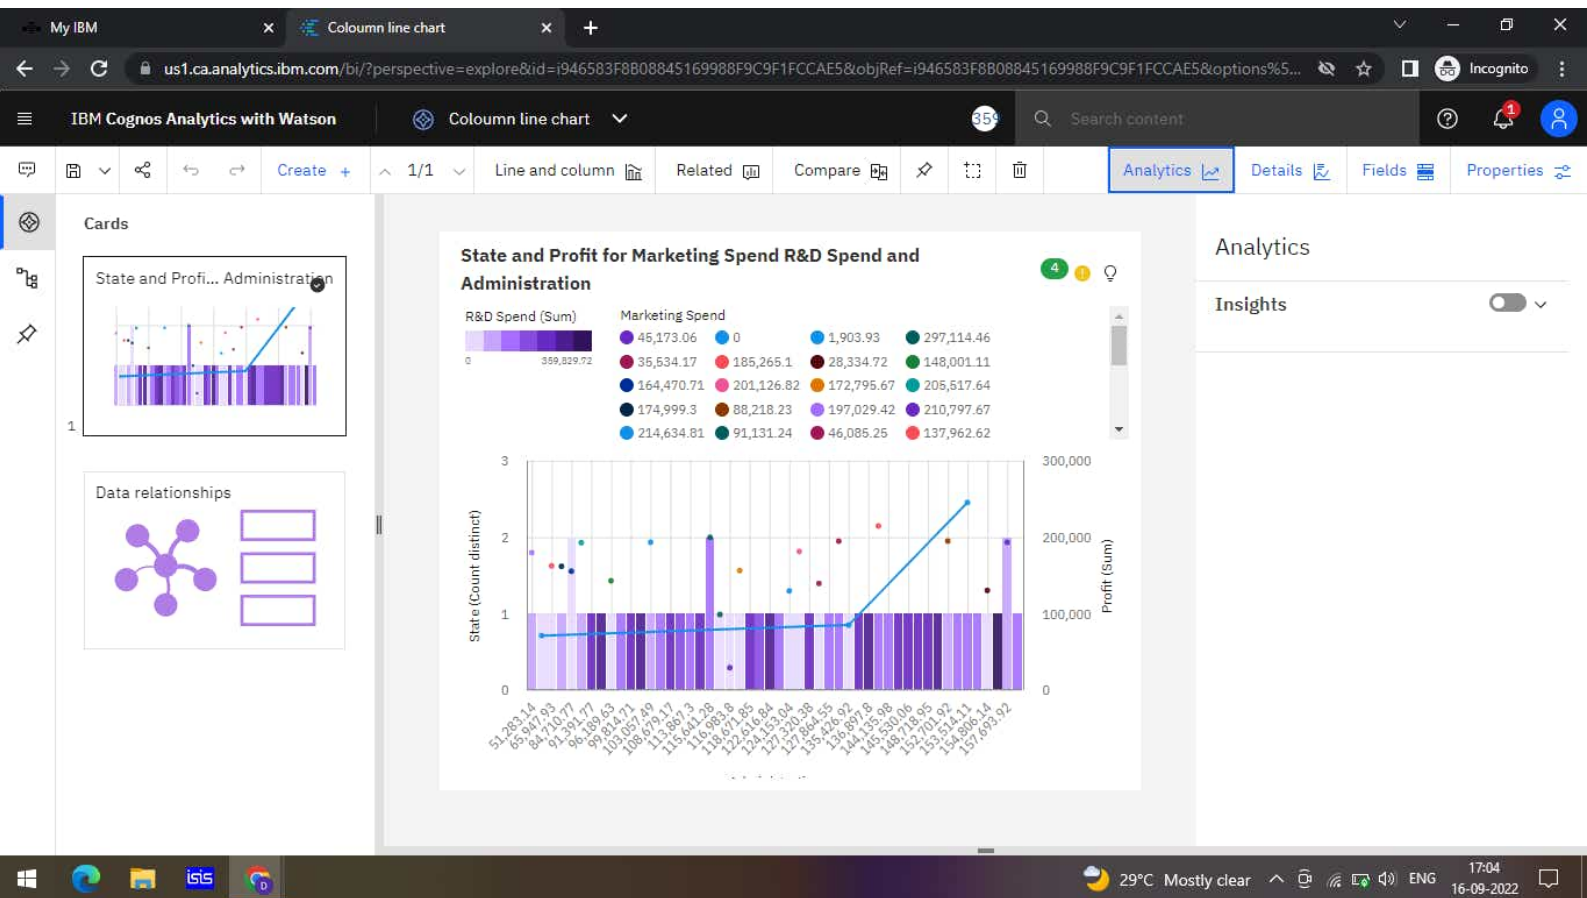 My IBM
Coloumn line chart
us1.ca.analytics.ibm.com/bi/?perspective=explore&id=i946583F8B08845169988F9C9F1FCCAE5&objRef=i946583F8B08845169988F9C9F1FCCAE5&options%5...
Incognito
IBM Cognos Analytics with Watson
Coloumn line chart
359
Search content
1
Create +
1/1
Line and column
Related
Compare
Analytics
Details
Fields
Properties
Cards
State and Profi... Administration
1
Data relationships
State and Profit for Marketing Spend R&D Spend and
Administration
4
R&D Spend (Sum)
0
359,829.72
Marketing Spend
45,173.06
0
1,903.93
297,114.46
35,534.17
185,265.1
28,334.72
148,001.11
164,470.71
201,126.82
172,795.67
205,517.64
174,999.3
88,218.23
197,029.42
210,797.67
214,634.81
91,131.24
46,085.25
137,962.62
State (Count distinct)
3
2
1
0
300,000
200,000
100,000
0
Profit (Sum)
51,283.14
65,947.93
84,710.77
91,391.77
96,189.63
99,814.71
103,057.49
108,679.17
113,867.3
115,641.28
116,983.8
118,671.85
122,616.84
124,153.04
127,320.38
127,864.55
135,426.92
136,897.8
144,135.98
145,530.06
148,718.95
152,701.92
153,514.11
154,806.14
157,693.92
Analytics
Insights
isis
D
29°C Mostly clear
ENG
17:04
16-09-2022